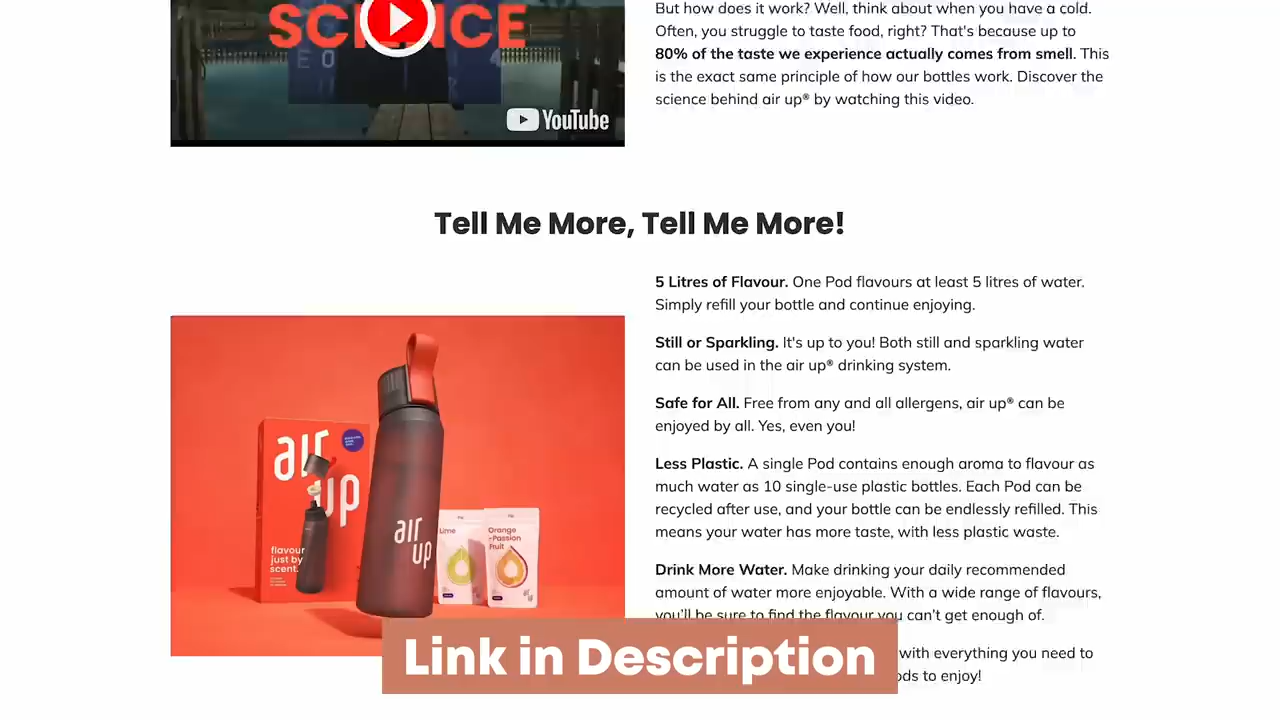 SCIENCE
YouTube
But how does it work? Well, think about when you have a cold.
Often, you struggle to taste food, right? That's because up to
80% of the taste we experience actually comes from smell. This
is the exact same principle of how our bottles work. Discover the
science behind air up® by watching this video.
Tell Me More, Tell Me More!
air
up
flavour
just by
scent.
air
up
Lime
Orange
-Passion
Fruit
5 Litres of Flavour. One Pod flavours at least 5 litres of water.
Simply refill your bottle and continue enjoying.
Still or Sparkling. It's up to you! Both still and sparkling water
can be used in the air up® drinking system.
Safe for All. Free from any and all allergens, air up® can be
enjoyed by all. Yes, even you!
Less Plastic. A single Pod contains enough aroma to flavour as
much water as 10 single-use plastic bottles. Each Pod can be
recycled after use, and your bottle can be endlessly refilled. This
means your water has more taste, with less plastic waste.
Drink More Water. Make drinking your daily recommended
amount of water more enjoyable. With a wide range of flavours,
you'll be sure to find the flavour you can't get enough of.
with everything you need to
to enjoy!
Link in Description